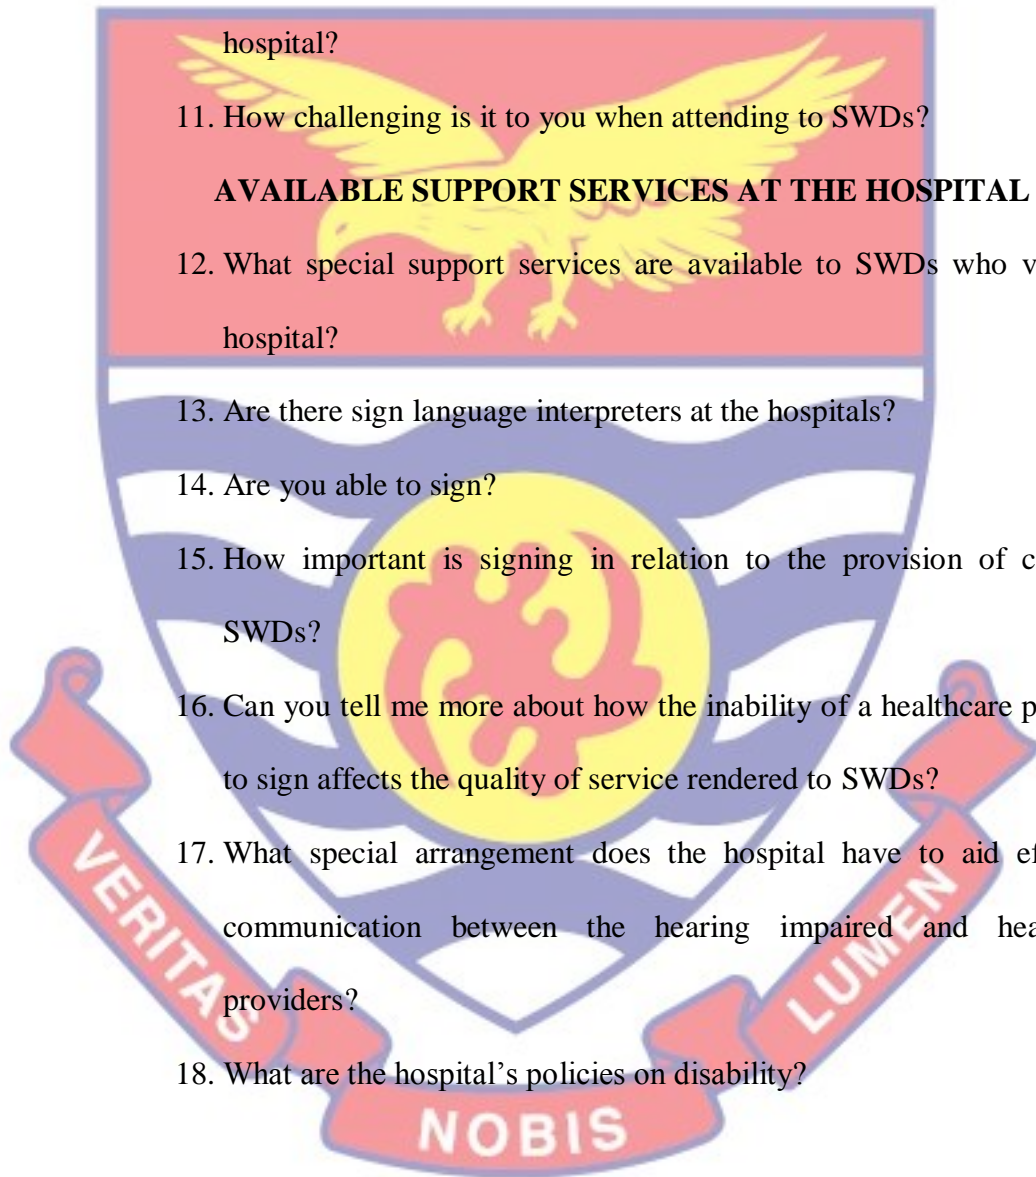 hospital?
11. How challenging is it to you when attending to SWDs?
AVAILABLE SUPPORT SERVICES AT THE HOSPITAL
12. What special support services are available to SWDs who v
hospital?
13. Are there sign language interpreters at the hospitals?
14. Are you able to sign?
15. How important is signing in relation to the provision of c
SWDs?
16. Can you tell me more about how the inability of a healthcare p
to sign affects the quality of service rendered to SWDs?
17. What special arrangement does the hospital have to aid ef
communication between the hearing impaired and hea
providers?
18. What are the hospital's policies on disability?
VERITAS
NOBIS
LUMEN